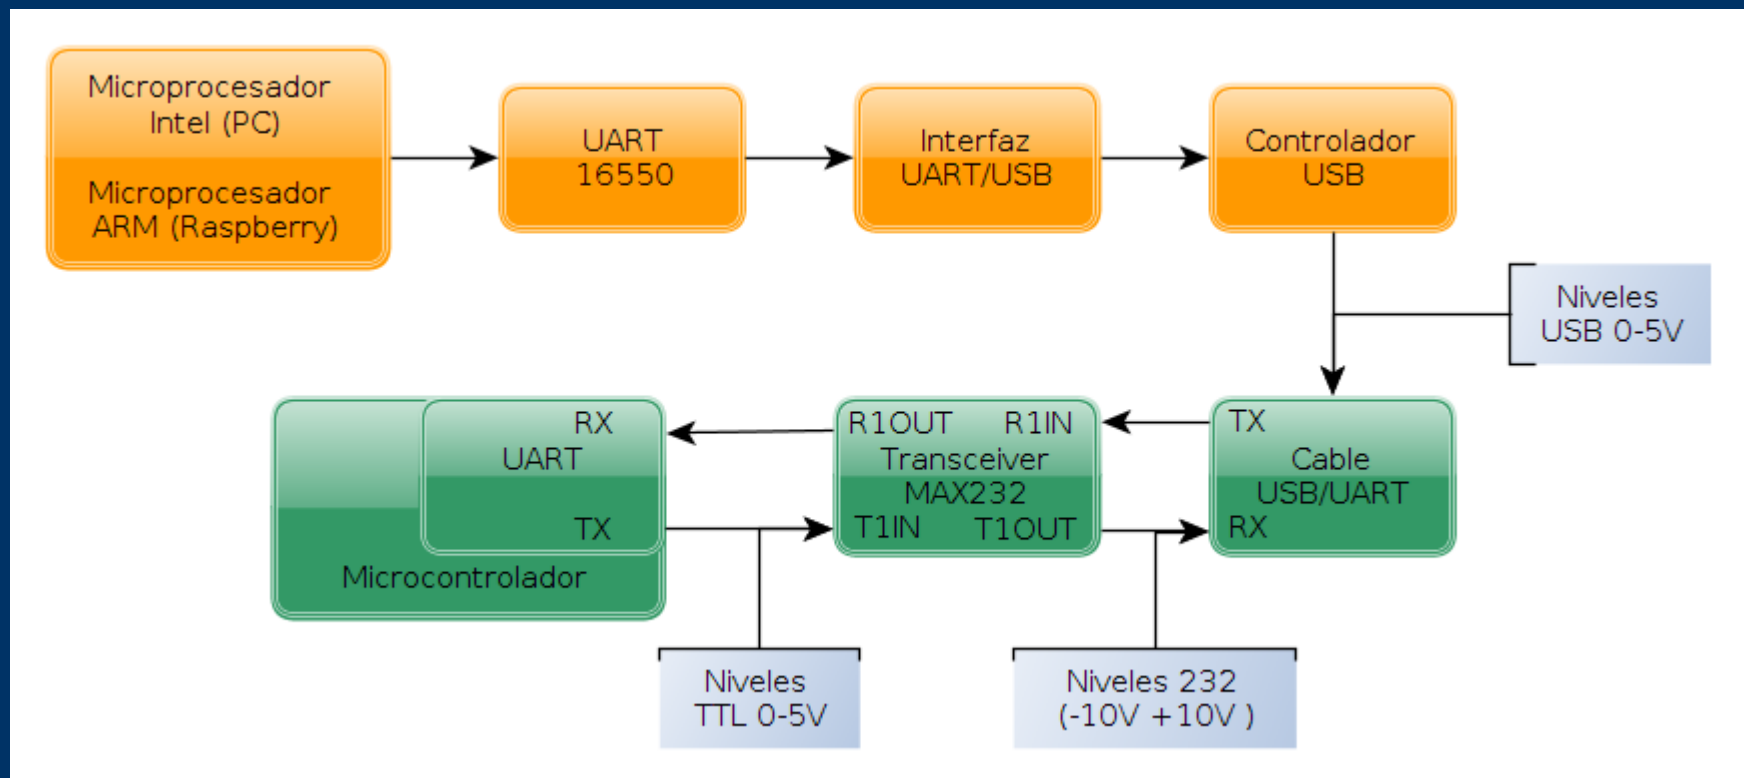 Microprocesador
Intel (PC)
Microprocesador
ARM (Raspberry)
UART
16550
Interfaz
UART/USB
Controlador
USB
Niveles
USB 0-5V
RX
UART
TX
Microcontrolador
R1OUT R1IN
Transceiver
MAX232
T1IN T1OUT
TX
Cable
USB/UART
RX
Niveles
TTL 0-5V
Niveles 232
(-10V +10V )